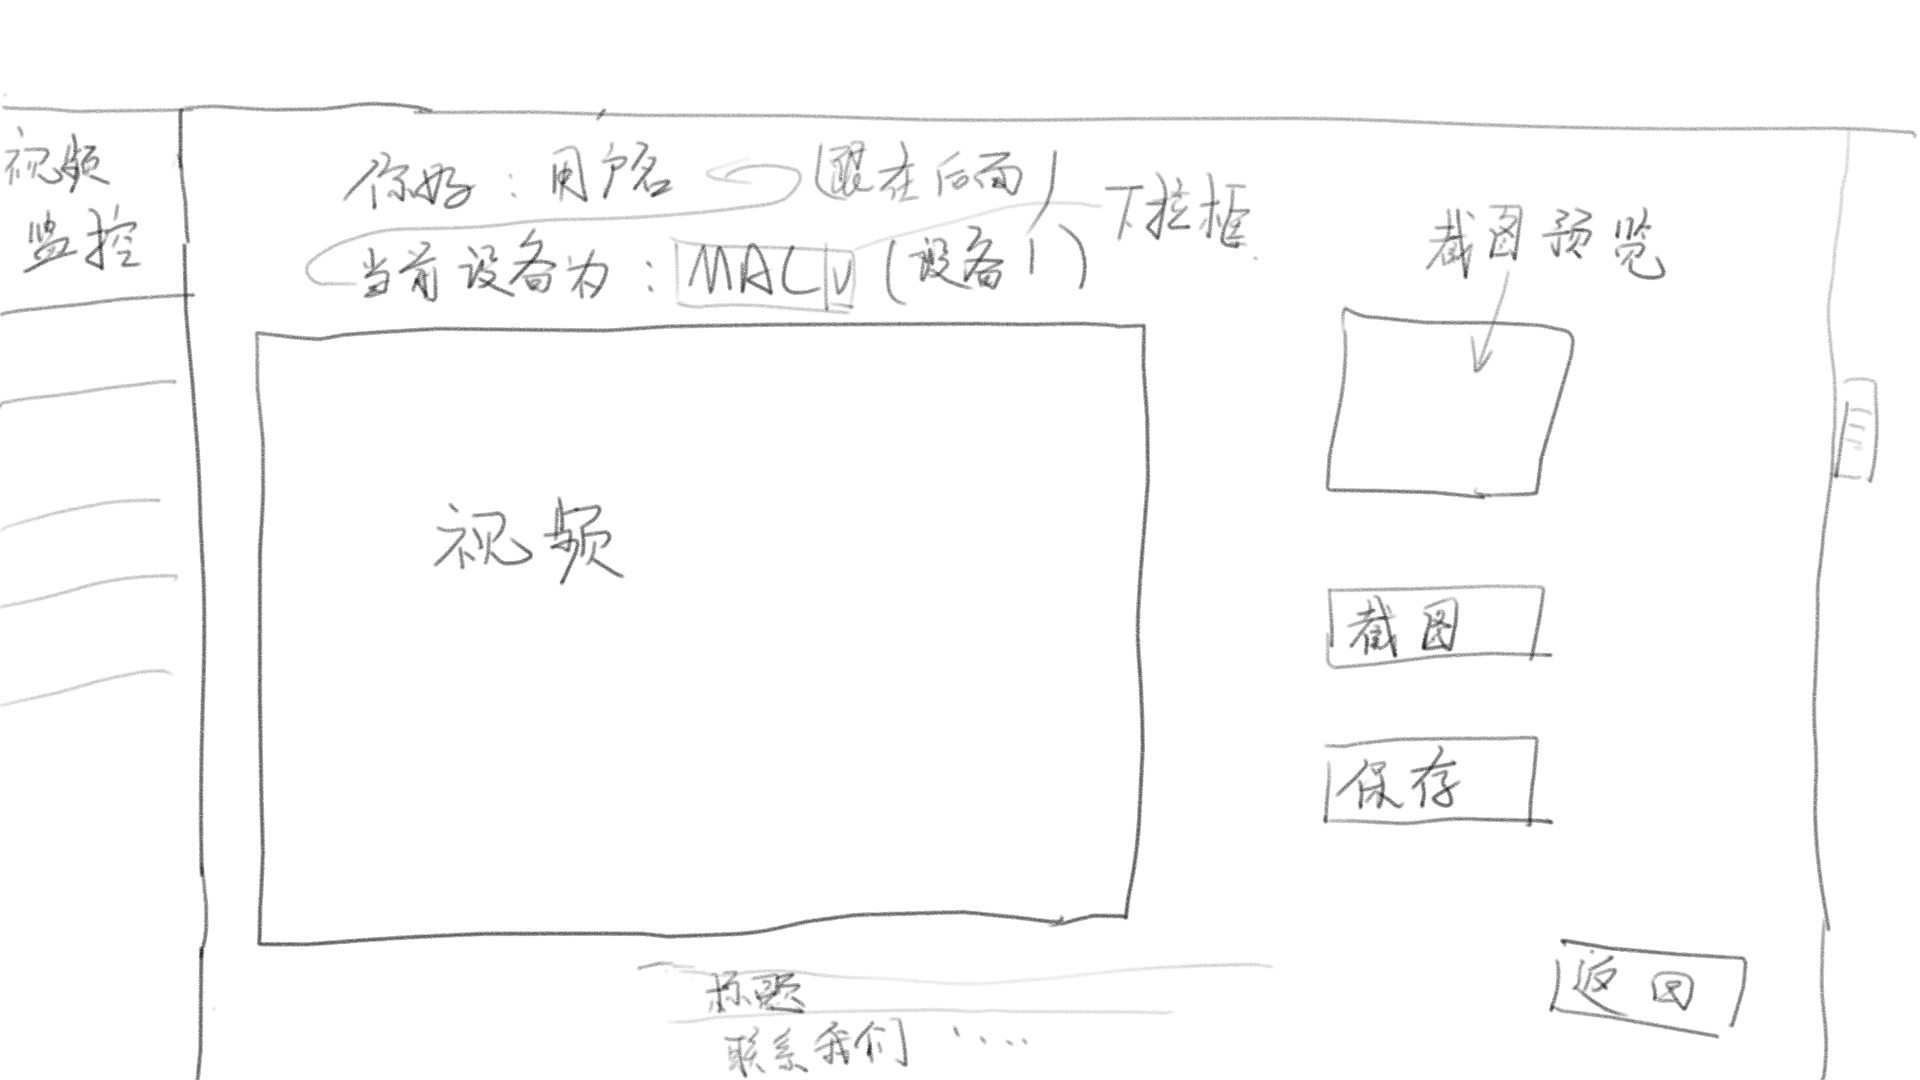 视频
监控
你好：用户名 (跟在后面)
当前设备为：MAC v (设备1) 下拉框
截图预览
视频
截图
保存
返回
标题
联系我们 ....